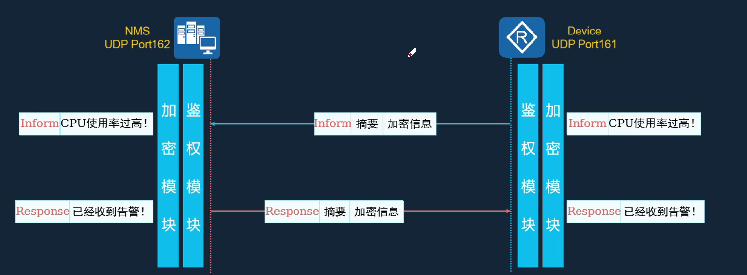 NMS
UDP Port162
R
Device
UDP Port161
加密模块
鉴权模块
鉴权模块
加密模块
Inform CPU使用率过高!
Inform 摘要 加密信息
Inform CPU使用率过高!
Response 已经收到告警!
Response 摘要 加密信息
Response 已经收到告警!